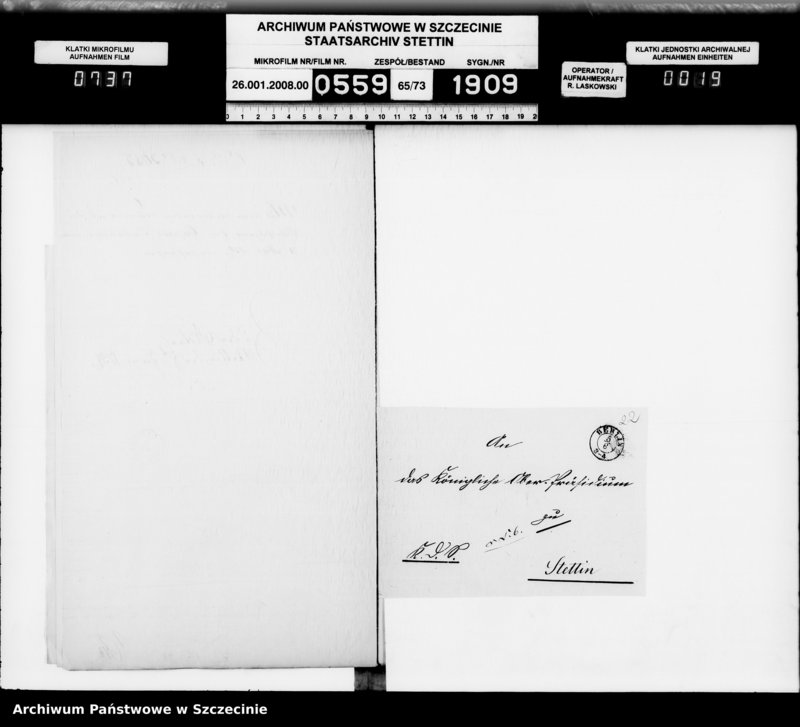 KLATKI MIKROFILMU
AUFNAHMEN FILM
0737
ARCHIWUM PAŃSTWOWE W SZCZECINIE
STAATSARCHIV STETTIN
MIKROFILM NR/FILM NR. ZESPÓŁ/BESTAND SYGN./NR
26.001.2008.00 0559 65/73 1909
0 1 2 3 4 5 6 7 8 9 10 11 12 13 14 15 16 17 18 19 20
OPERATOR /
AUFNAHMEKRAFT
R. LASKOWSKI
KLATKI JEDNOSTKI ARCHIWALNEJ
AUFNAHMEN EINHEITEN
0019
22
BERLIN
An
das Königliche Ober-Präsidium
zu
K. D. S.
Stettin
Archiwum Państwowe w Szczecinie